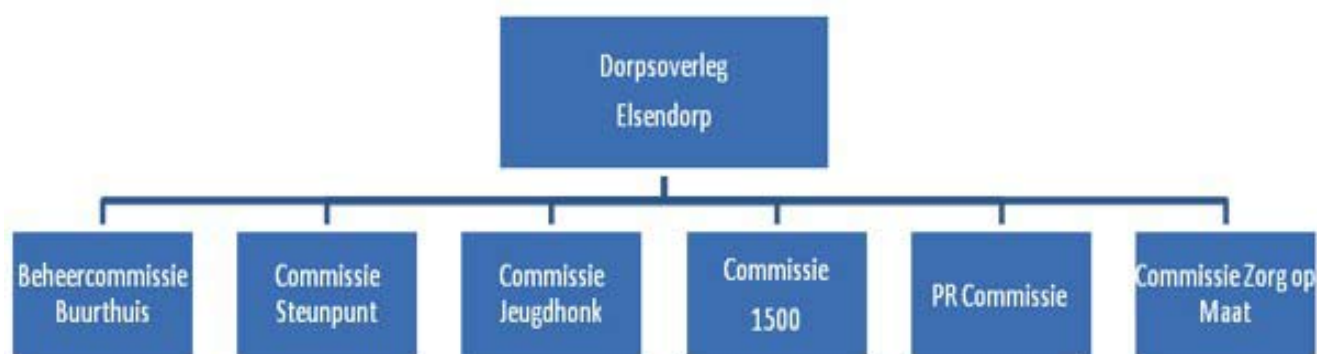 Dorpsoverleg
Elsendorp
Beheercommissie
Buurthuis
Commissie
Steunpunt
Commissie
Jeugdhonk
Commissie
1500
PR Commissie
Commissie Zorg op
Maat